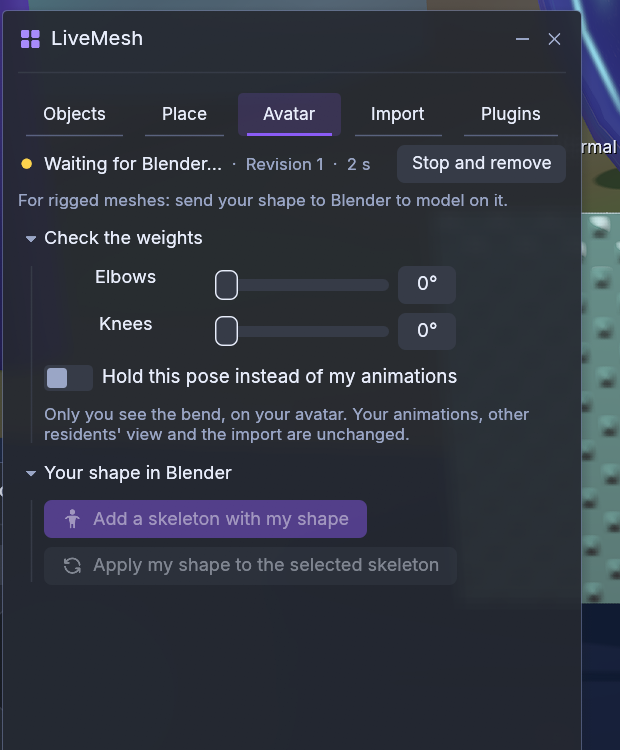 LiveMesh
Objects
Place
Avatar
Import
Plugins
Waiting for Blender... · Revision 1 · 2 s
Stop and remove
For rigged meshes: send your shape to Blender to model on it.
Check the weights
Elbows 0°
Knees 0°
Hold this pose instead of my animations
Only you see the bend, on your avatar. Your animations, other
residents' view and the import are unchanged.
Your shape in Blender
Add a skeleton with my shape
Apply my shape to the selected skeleton